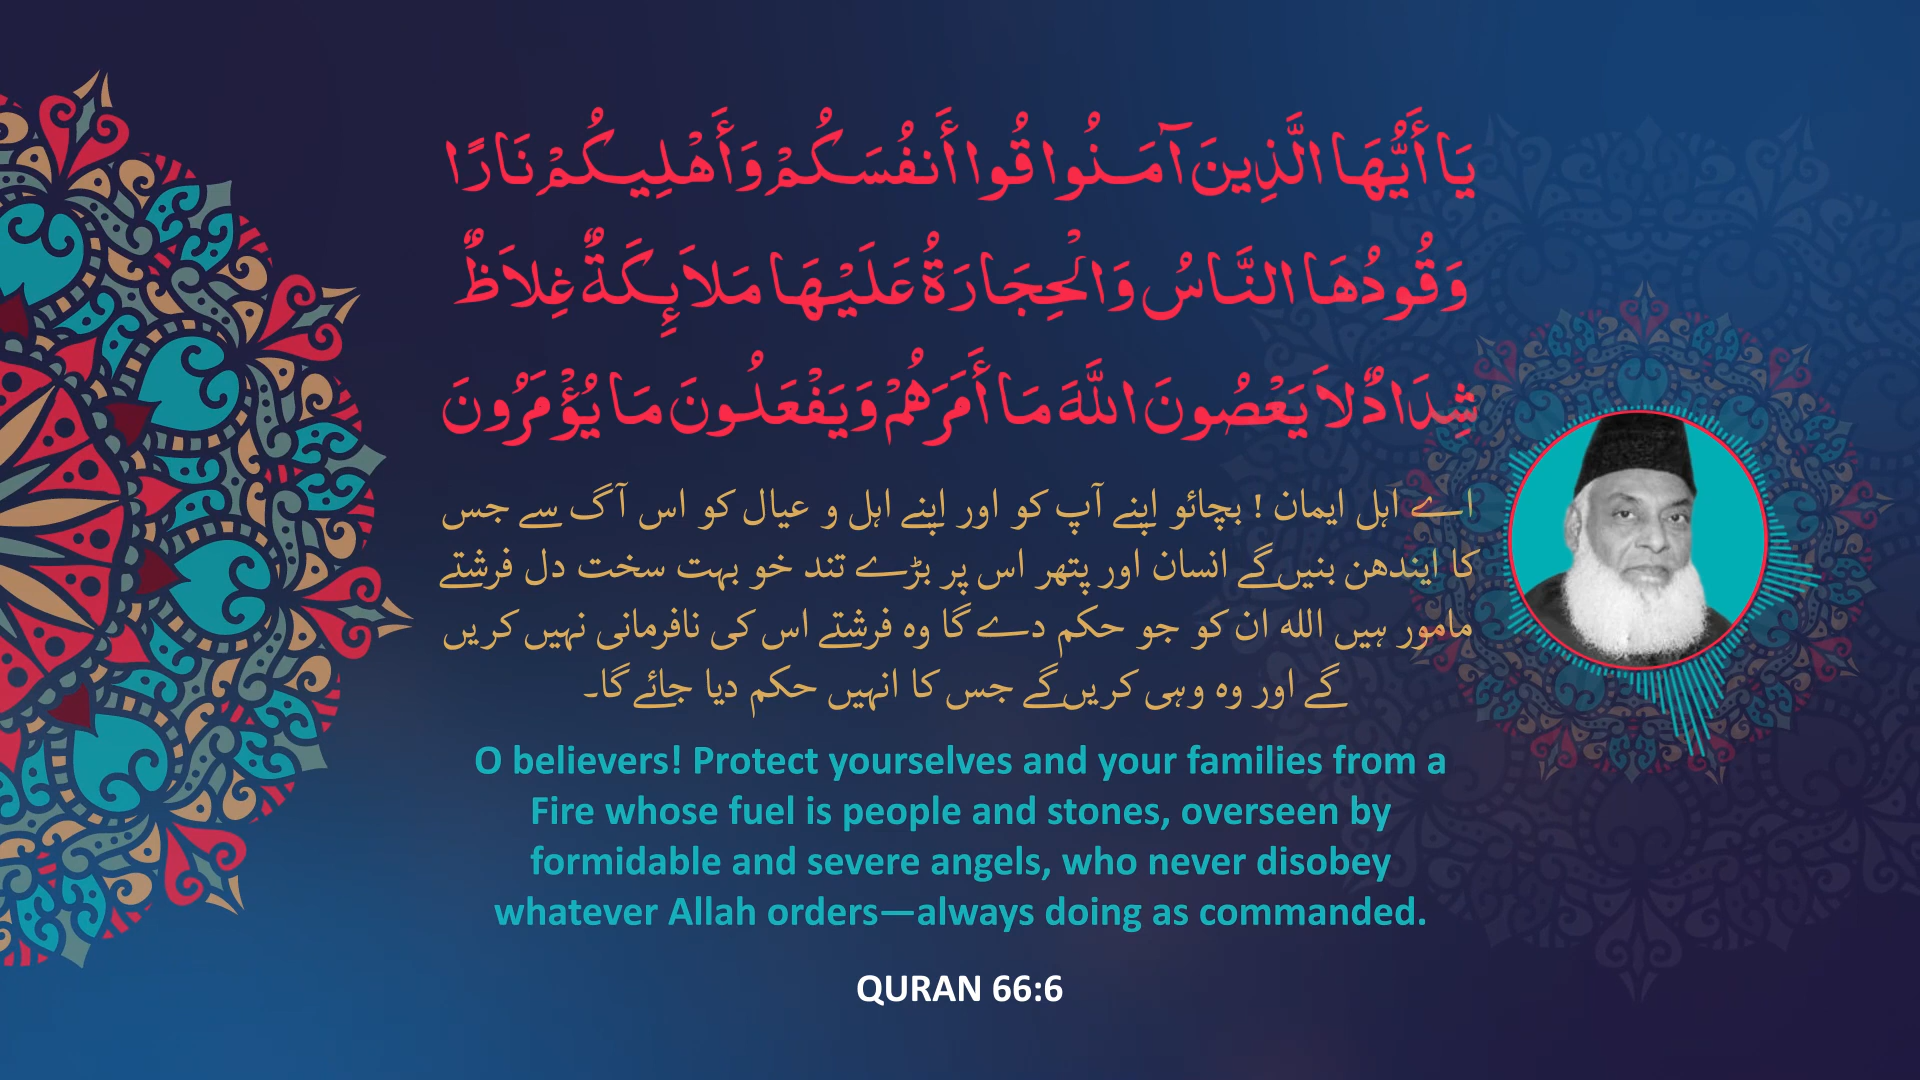 يَا أَيُّهَا الَّذِينَ آمَنُوا قُوا أَنفُسَكُمْ وَأَهْلِيكُمْ نَارًا
وَقُودُهَا النَّاسُ وَالْحِجَارَةُ عَلَيْهَا مَلَائِكَةٌ غِلَاظٌ
شِدَادٌ لَا يَعْصُونَ اللَّهَ مَا أَمَرَهُمْ وَيَفْعَلُونَ مَا يُؤْمَرُونَ
اے اہل ایمان ! بچائو اپنے آپ کو اور اپنے اہل و عیال کو اس آگ سے جس
کا ایندھن بنیں گے انسان اور پتھر اس پر بڑے تند خو بہت سخت دل فرشتے
مامور ہیں اللہ ان کو جو حکم دے گا وہ فرشتے اس کی نافرمانی نہیں کریں
گے اور وہ وہی کریں گے جس کا انہیں حکم دیا جائے گا۔
O believers! Protect yourselves and your families from a
Fire whose fuel is people and stones, overseen by
formidable and severe angels, who never disobey
whatever Allah orders—always doing as commanded.
QURAN 66:6